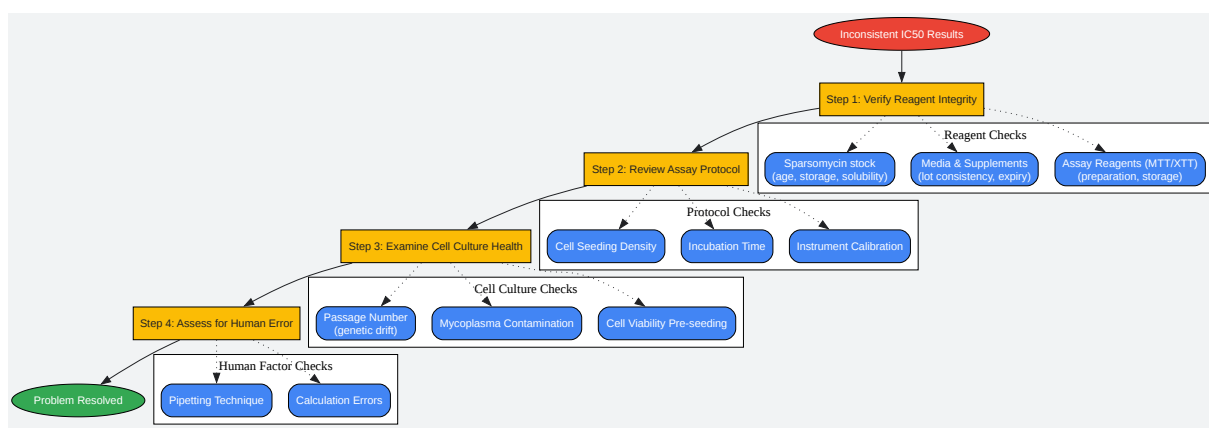 Inconsistent IC50 Results
Step 1: Verify Reagent Integrity
Reagent Checks
Sparsomycin stock
(age, storage, solubility)
Media & Supplements
(lot consistency, expiry)
Assay Reagents (MTT/XTT)
(preparation, storage)
Step 2: Review Assay Protocol
Protocol Checks
Cell Seeding Density
Incubation Time
Instrument Calibration
Step 3: Examine Cell Culture Health
Cell Culture Checks
Passage Number
(genetic drift)
Mycoplasma Contamination
Cell Viability Pre-seeding
Step 4: Assess for Human Error
Human Factor Checks
Pipetting Technique
Calculation Errors
Problem Resolved